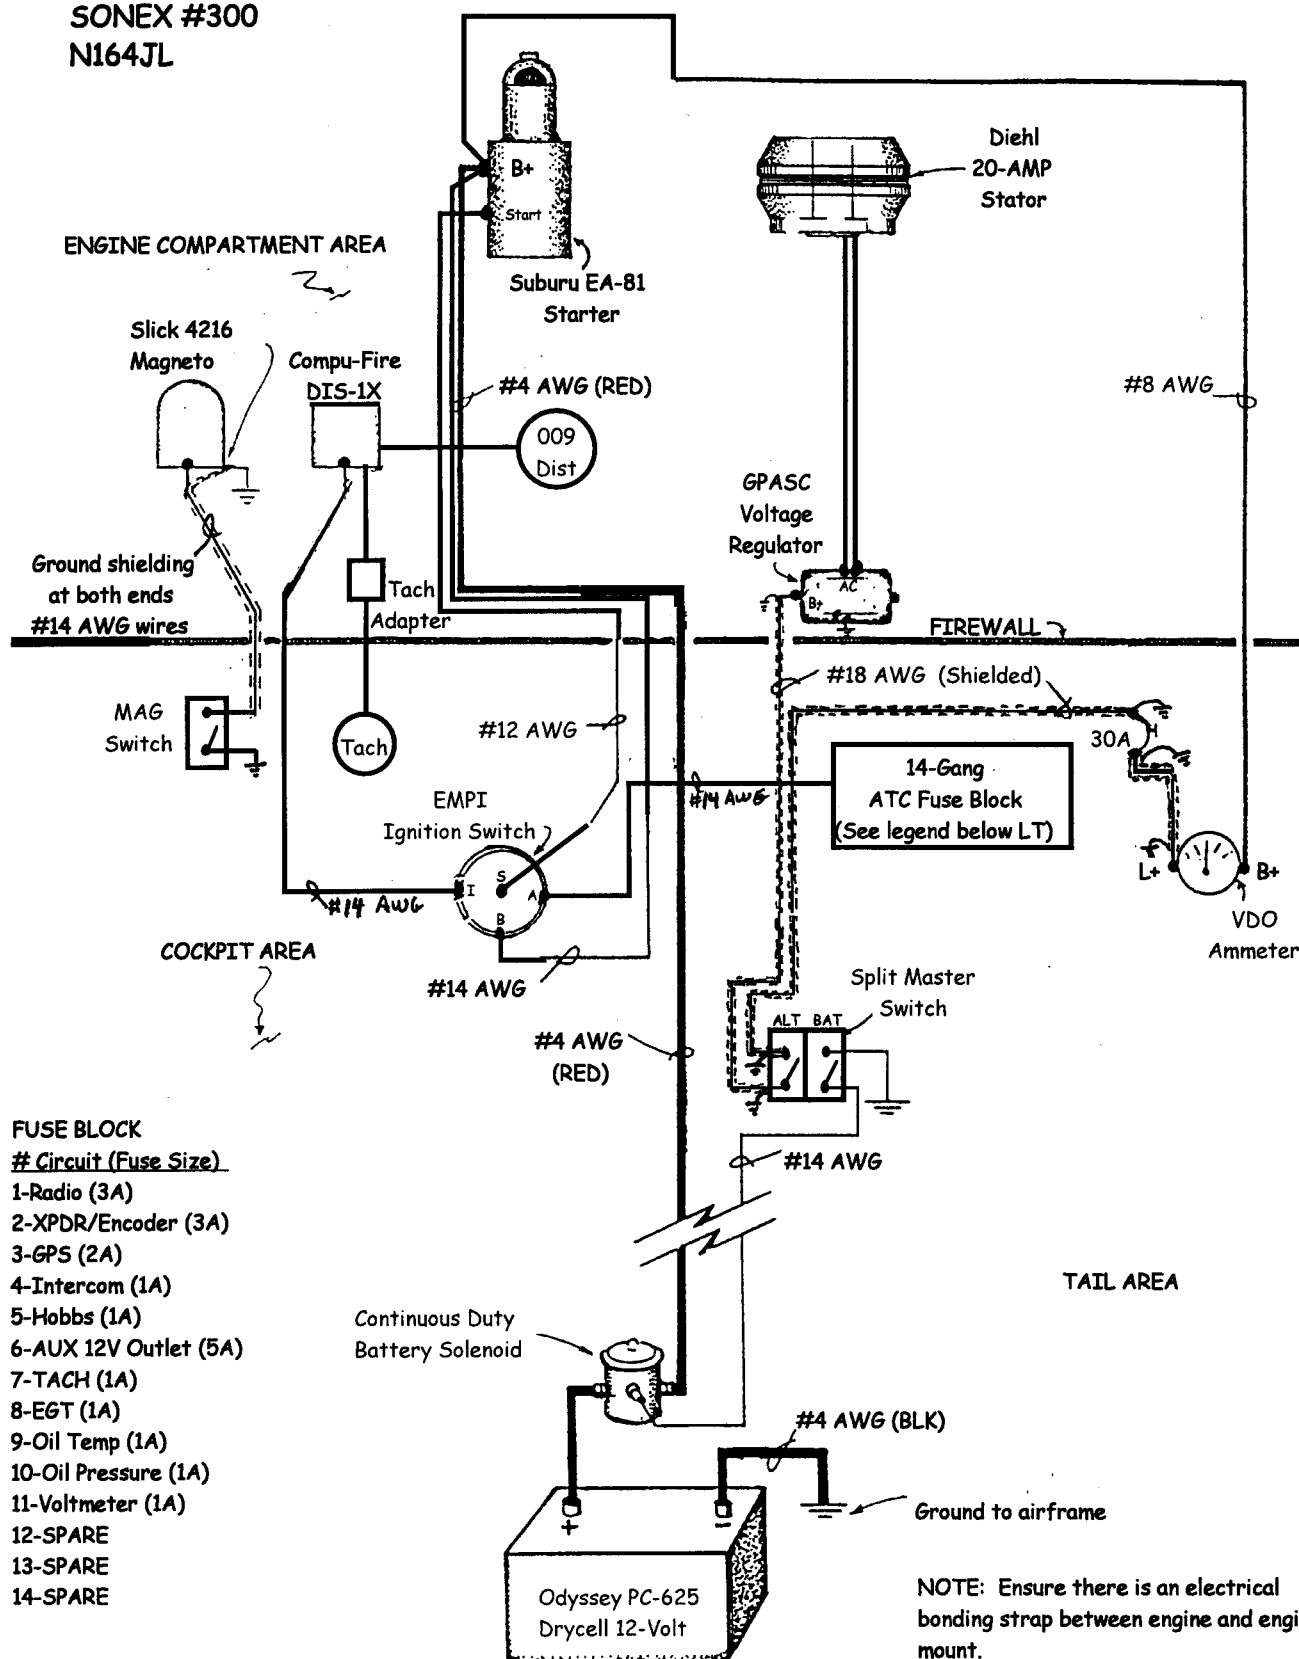 SONEX #300
N164JL
B+
Start
Suburu EA-81
Starter
Diehl
20-AMP
Stator
ENGINE COMPARTMENT AREA
Slick 4216
Magneto
Compu-Fire
DIS-1X
#4 AWG (RED)
009
Dist
#8 AWG
GPASC
Voltage
Regulator
AC
B+
Ground shielding
at both ends
#14 AWG wires
Tach
Adapter
FIREWALL
#18 AWG (Shielded)
MAG
Switch
Tach
#12 AWG
30A
14-Gang
ATC Fuse Block
(See legend below LT)
#14 AWG
EMPI
Ignition Switch
I
S
A
B
#14 AWG
L+
B+
VDO
Ammeter
COCKPIT AREA
#14 AWG
Split Master
Switch
ALT BAT
#4 AWG
(RED)
#14 AWG
FUSE BLOCK
# Circuit (Fuse Size)
1-Radio (3A)
2-XPDR/Encoder (3A)
3-GPS (2A)
4-Intercom (1A)
5-Hobbs (1A)
6-AUX 12V Outlet (5A)
7-TACH (1A)
8-EGT (1A)
9-Oil Temp (1A)
10-Oil Pressure (1A)
11-Voltmeter (1A)
12-SPARE
13-SPARE
14-SPARE
TAIL AREA
Continuous Duty
Battery Solenoid
#4 AWG (BLK)
+
-
Ground to airframe
Odyssey PC-625
Drycell 12-Volt
NOTE: Ensure there is an electrical
bonding strap between engine and engi
mount.